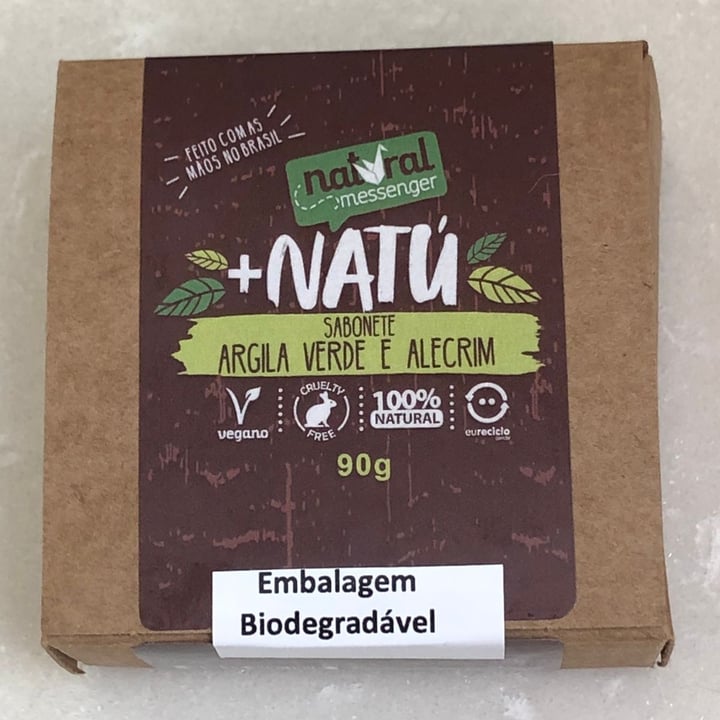 FEITO COM AS
MÃOS NO BRASIL
natural
messenger
+NATÚ
SABONETE
ARGILA VERDE E ALECRIM
vegano
CRUELTY
FREE
100%
NATURAL
eureciclo
90g
Embalagem
Biodegradável